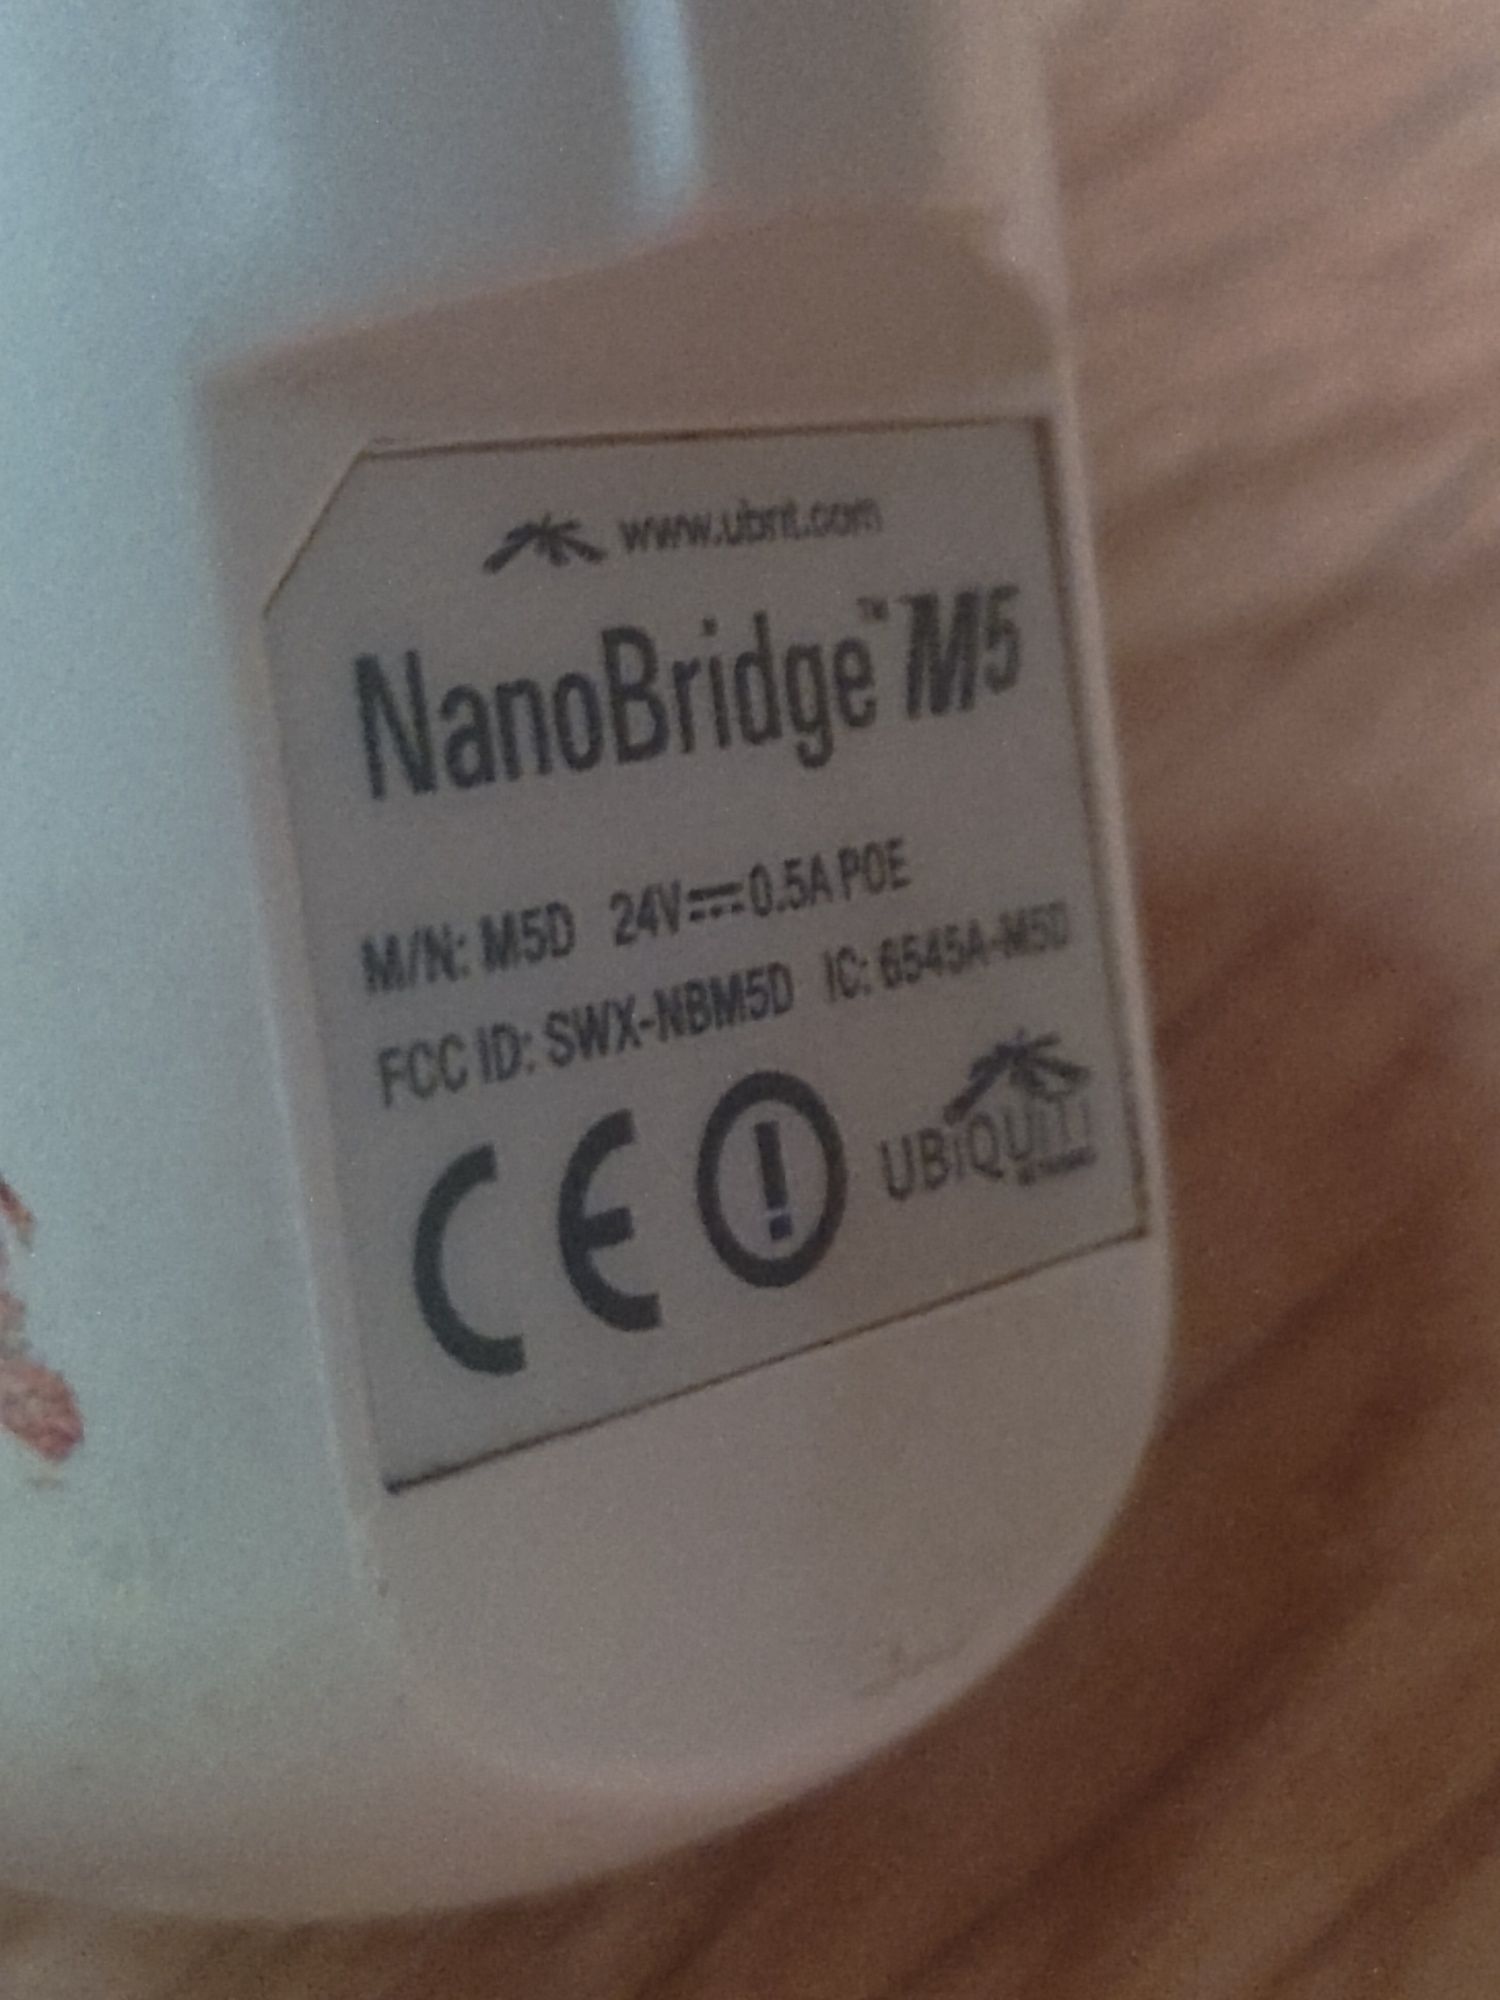 www.ubnt.com
NanoBridge™ M5
M/N: M5D 24V⎓0.5A POE
FCC ID: SWX-NBM5D IC: 6545A-M5D
CE
UBiQUiTi
NETWORKS